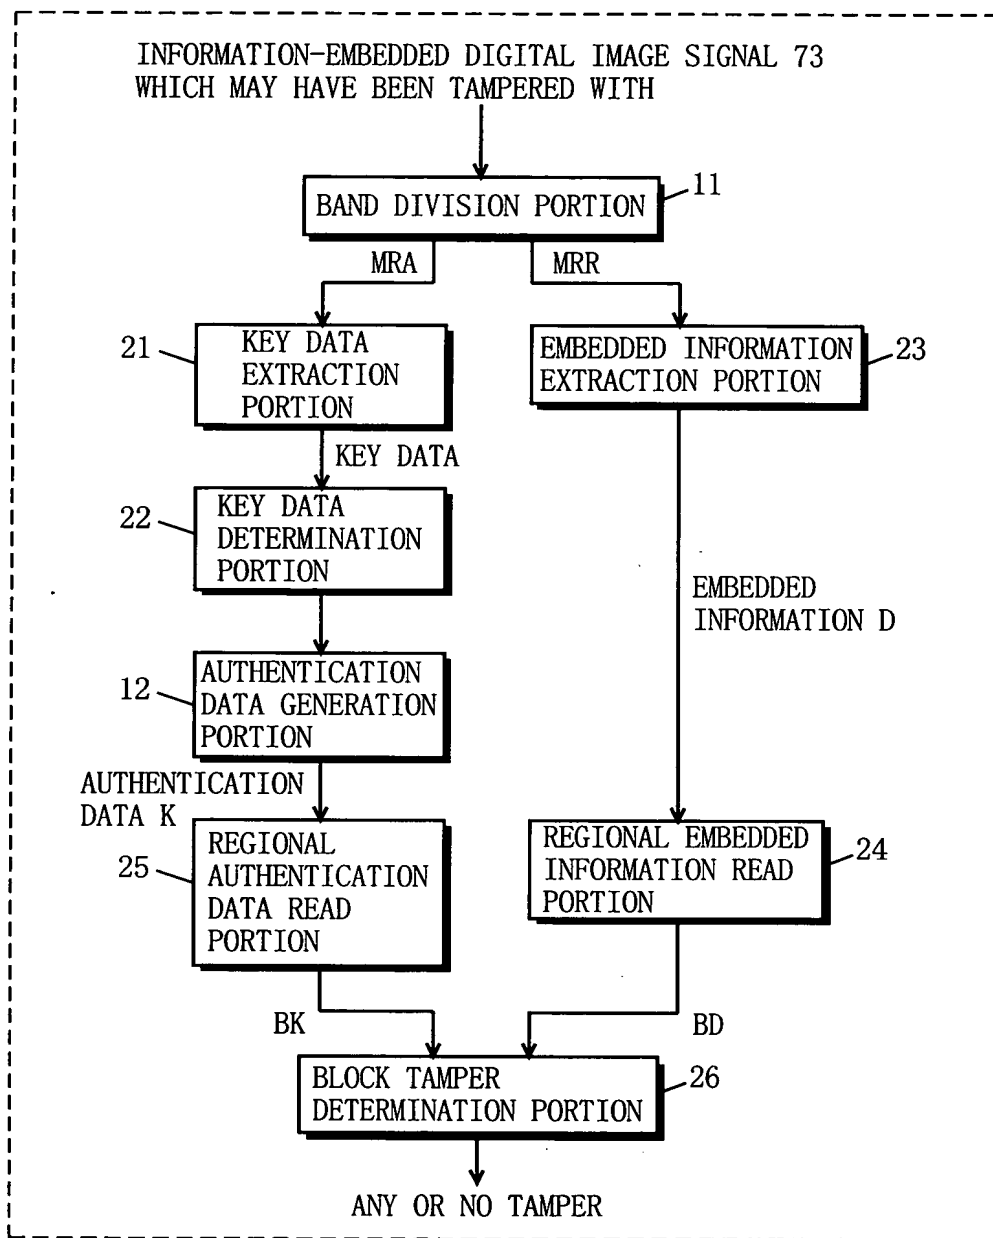 INFORMATION-EMBEDDED DIGITAL IMAGE SIGNAL 73
WHICH MAY HAVE BEEN TAMPERED WITH
BAND DIVISION PORTION
11
MRA
MRR
21
KEY DATA
EXTRACTION
PORTION
EMBEDDED INFORMATION
EXTRACTION PORTION
23
KEY DATA
22
KEY DATA
DETERMINATION
PORTION
EMBEDDED
INFORMATION D
12
AUTHENTICATION
DATA GENERATION
PORTION
AUTHENTICATION
DATA K
25
REGIONAL
AUTHENTICATION
DATA READ
PORTION
REGIONAL EMBEDDED
INFORMATION READ
PORTION
24
BK
BD
BLOCK TAMPER
DETERMINATION PORTION
26
ANY OR NO TAMPER